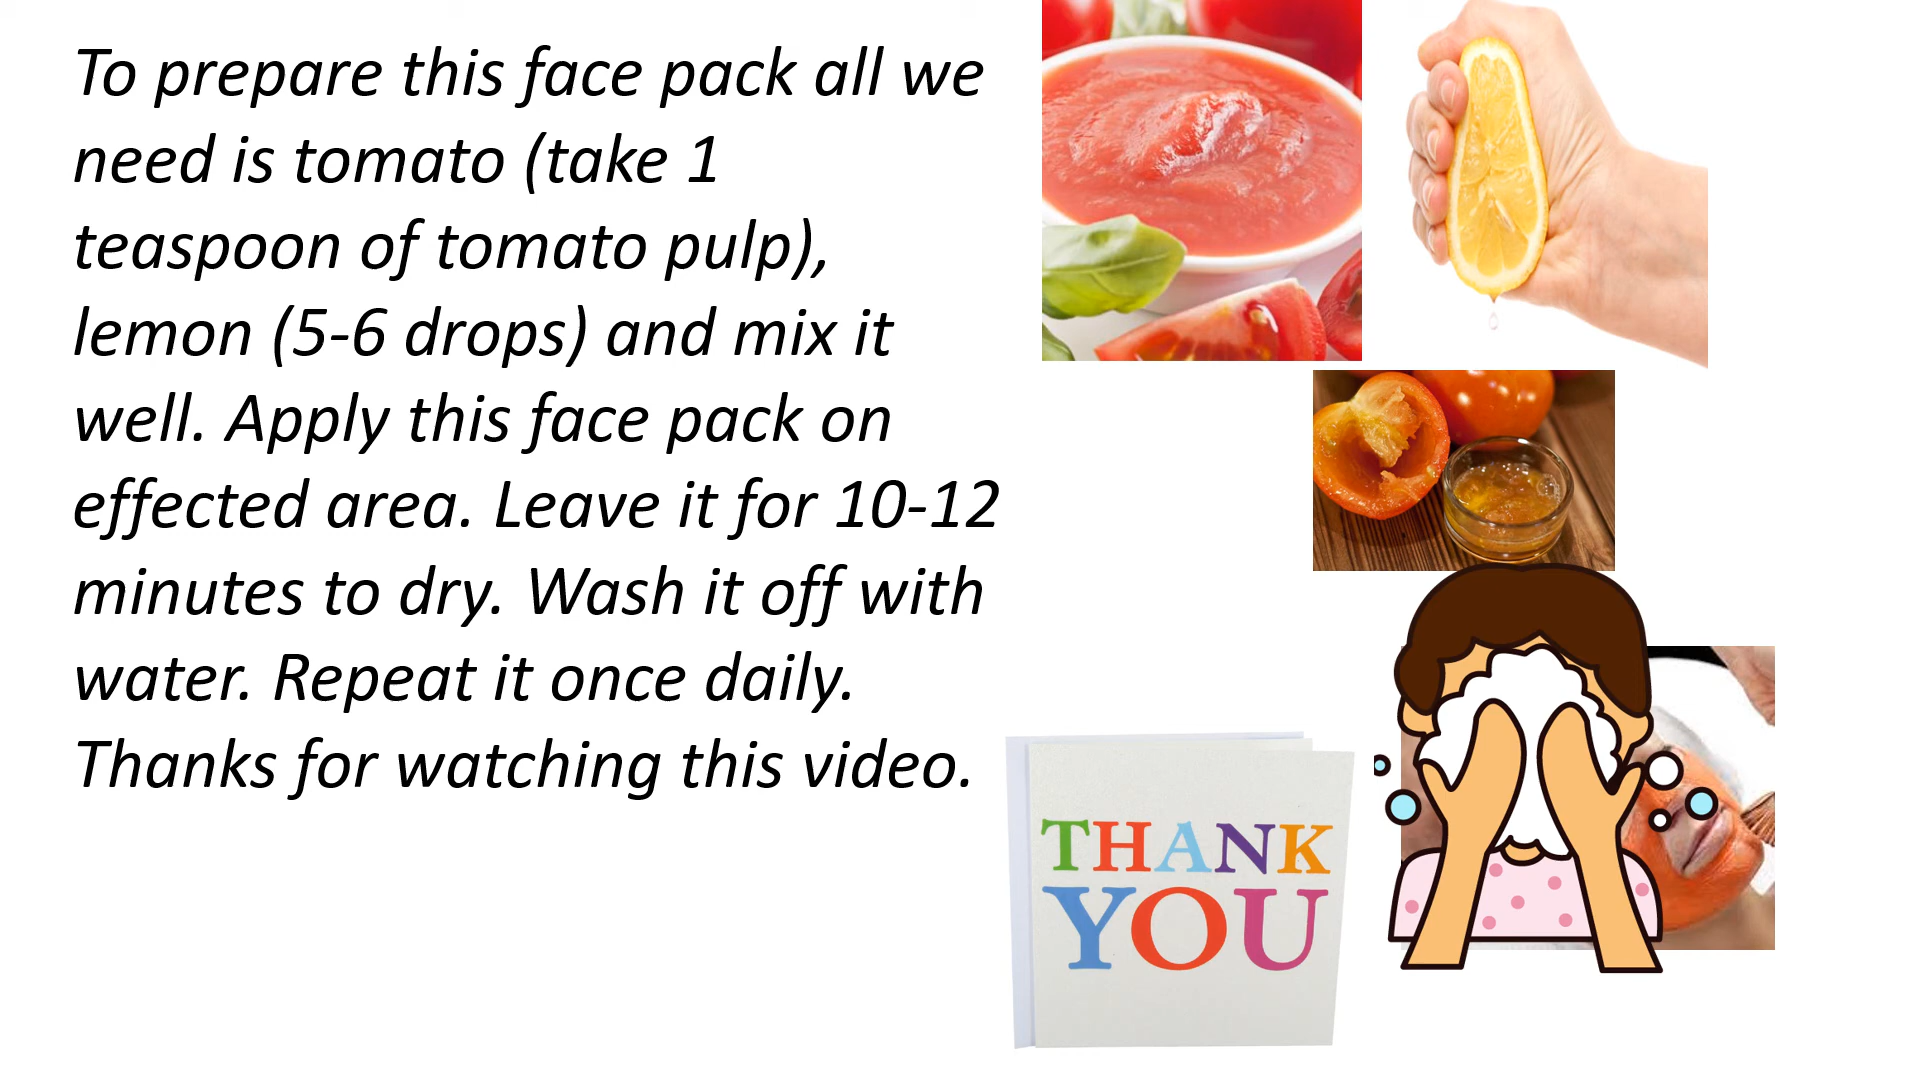 To prepare this face pack all we
need is tomato (take 1
teaspoon of tomato pulp),
lemon (5-6 drops) and mix it
well. Apply this face pack on
effected area. Leave it for 10-12
minutes to dry. Wash it off with
water. Repeat it once daily.
Thanks for watching this video.
THANK
YOU